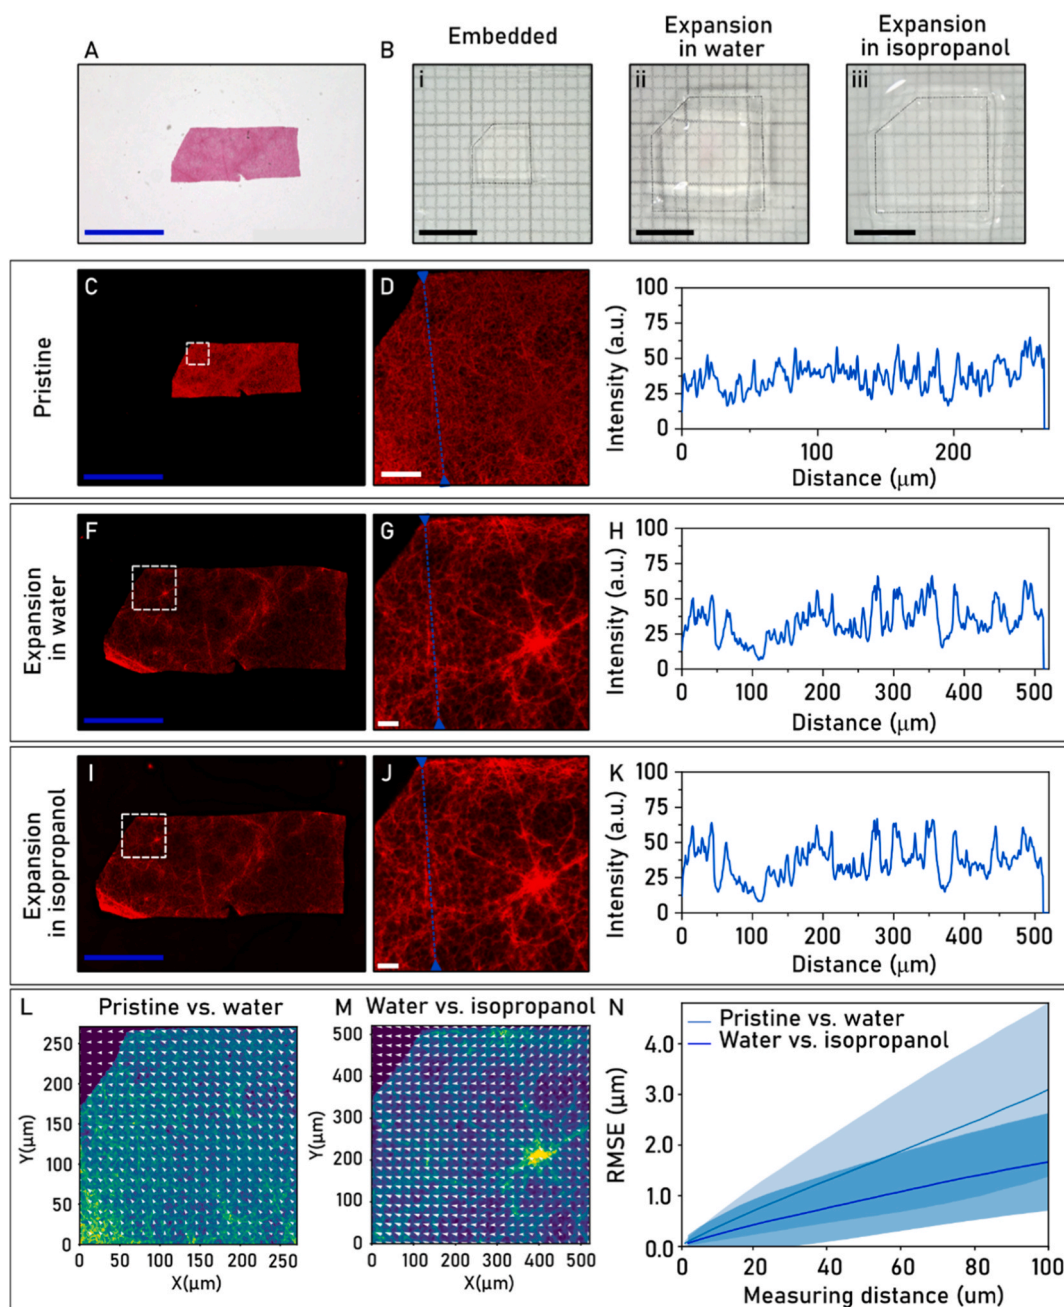 A
B
Embedded
Expansion
in water
Expansion
in isopropanol
i
ii
iii
Pristine
C
D
100
75
50
25
0
Intensity (a.u.)
0
100
200
Distance (μm)
Expansion
in water
F
G
H
100
75
50
25
0
Intensity (a.u.)
0
100
200
300
400
500
Distance (μm)
Expansion
in isopropanol
I
J
K
100
75
50
25
0
Intensity (a.u.)
0
100
200
300
400
500
Distance (μm)
L
Pristine vs. water
250
200
150
100
50
0
Y(μm)
0
50
100
150
200
250
X(μm)
M
Water vs. isopropanol
500
400
300
200
100
0
Y(μm)
0
100
200
300
400
500
X(μm)
N
Pristine vs. water
Water vs. isopropanol
4.0
3.0
2.0
1.0
0.0
RMSE (μm)
0
20
40
60
80
100
Measuring distance (um)